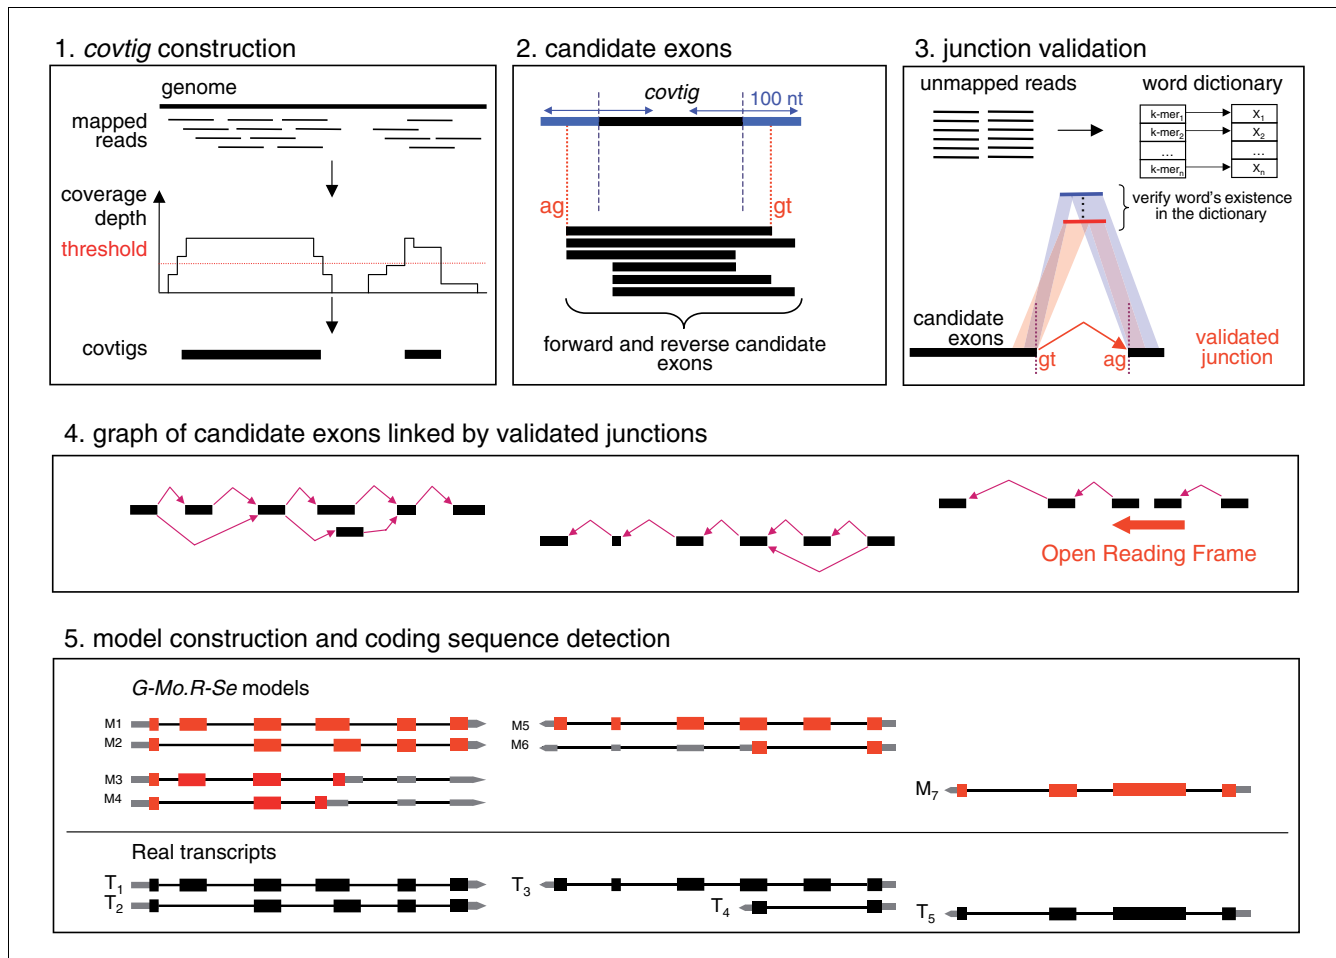 1. covtig construction
genome
mapped
reads
coverage
depth
threshold
covtigs
2. candidate exons
covtig
100 nt
ag
gt
forward and reverse candidate
exons
3. junction validation
unmapped reads
word dictionary
k-mer1
X1
k-mer2
X2
...
...
k-mern
Xn
verify word's existence
in the dictionary
candidate
exons
gt
ag
validated
junction
4. graph of candidate exons linked by validated junctions
Open Reading Frame
5. model construction and coding sequence detection
G-Mo.R-Se models
M1
M2
M3
M4
M5
M6
M7
Real transcripts
T1
T2
T3
T4
T5